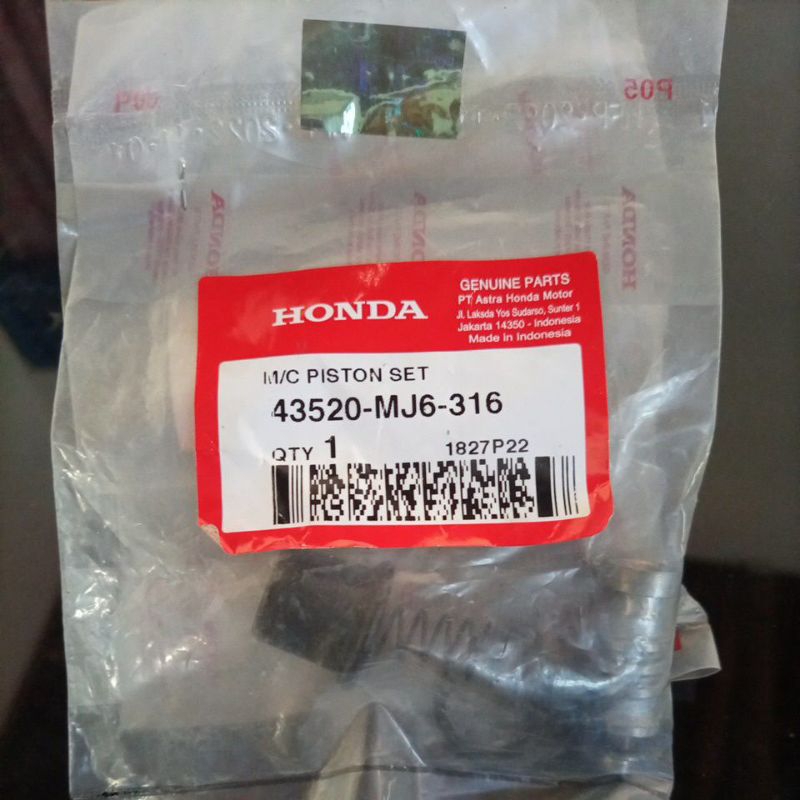 P05
HONDA
GENUINE PARTS
PT Astra Honda Motor
Jl. Laksda Yos Sudarso, Sunter 1
Jakarta 14350 - Indonesia
Made in Indonesia
M/C PISTON SET
43520-MJ6-316
QTY 1 1827P22